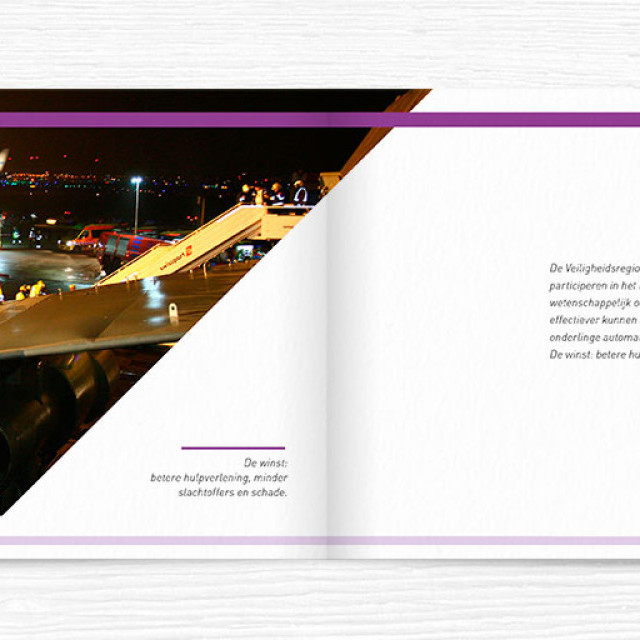 swissport
De winst:
betere hulpverlening, minder
slachtoffers en schade.
De Veiligheidsregio
participeren in het
wetenschappelijk o
effectiever kunnen
onderlinge automa
De winst: betere hu